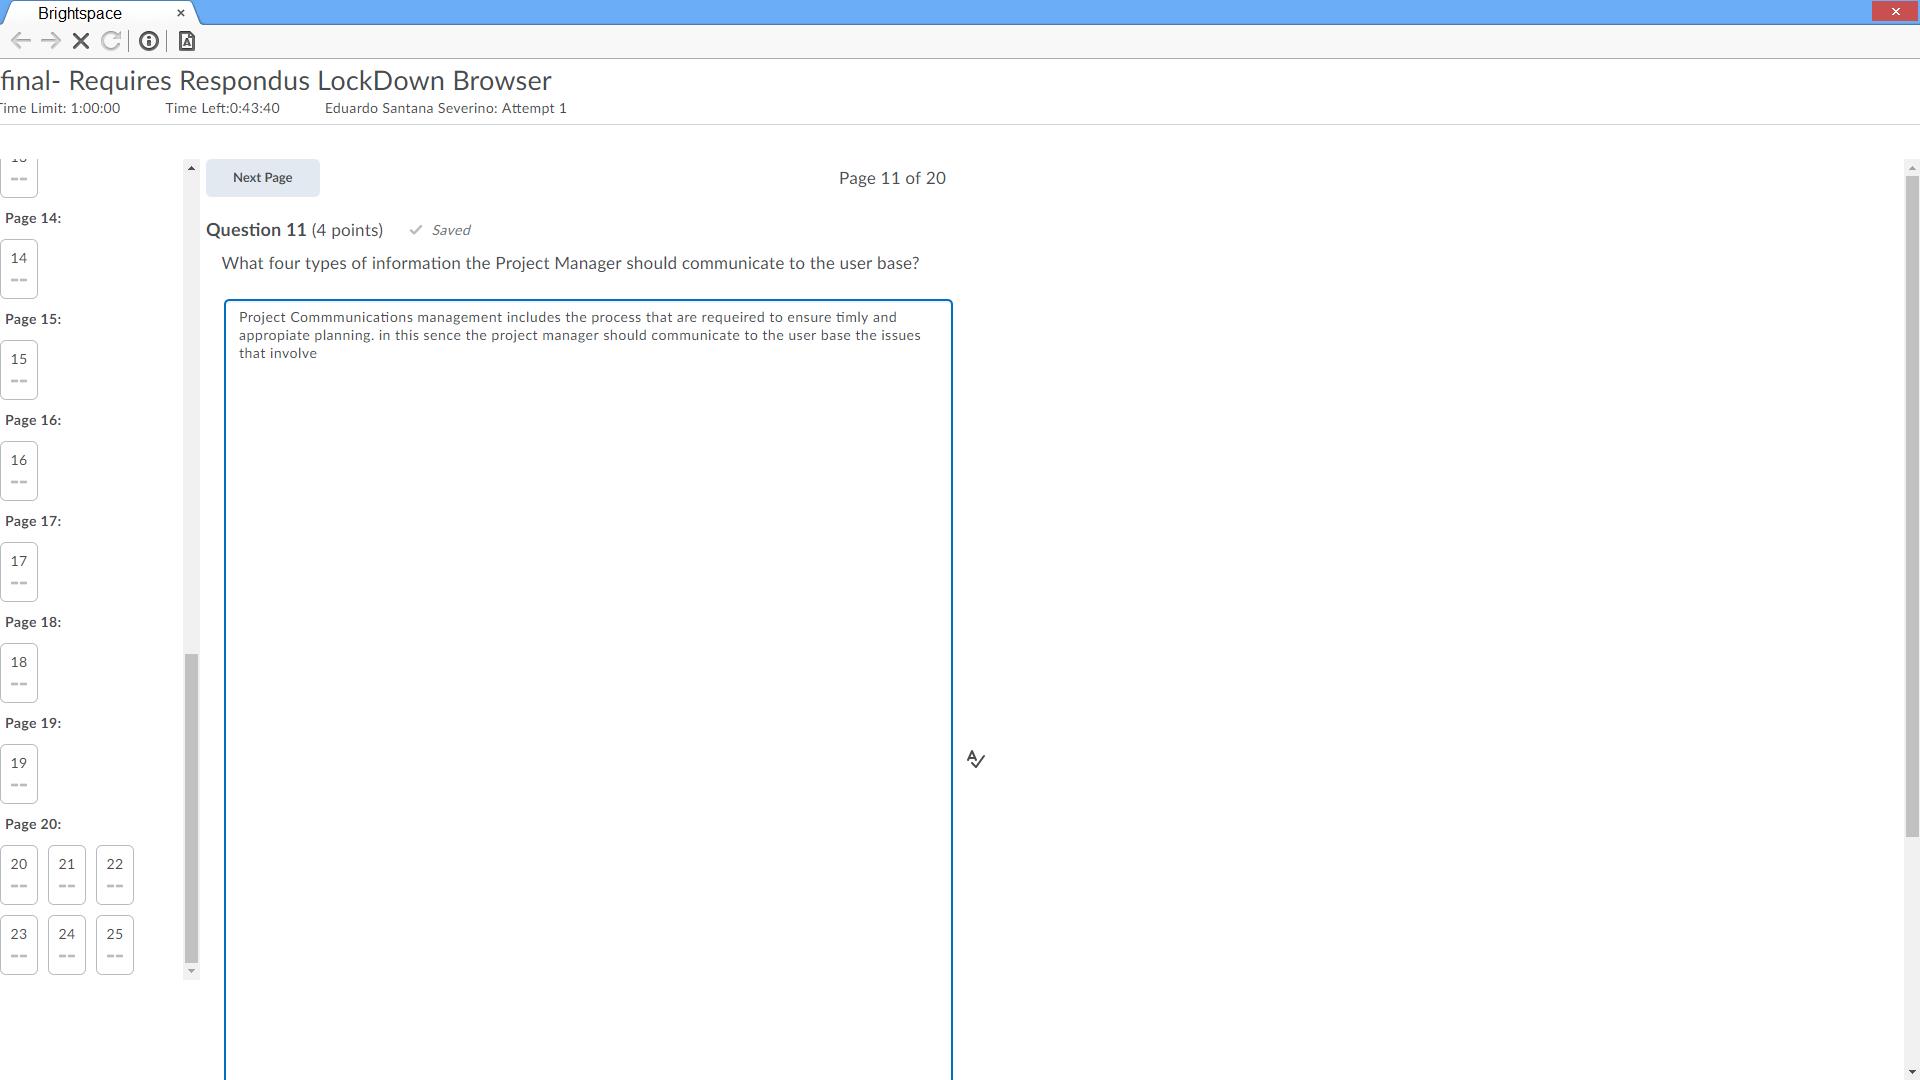 Brightspace
final- Requires Respondus LockDown Browser
Time Limit: 1:00:00 Time Left:0:43:40 Eduardo Santana Severino: Attempt 1
--
Page 14:
14
--
Page 15:
15
--
Page 16:
16
--
Page 17:
17
--
Page 18:
18
--
Page 19:
19
--
Page 20:
20 21 22
-- -- --
23 24 25
-- -- --
Next Page Page 11 of 20
Question 11 (4 points) Saved
What four types of information the Project Manager should communicate to the user base?
Project Commmunications management includes the process that are requeired to ensure timly and
appropiate planning. in this sence the project manager should communicate to the user base the issues
that involve